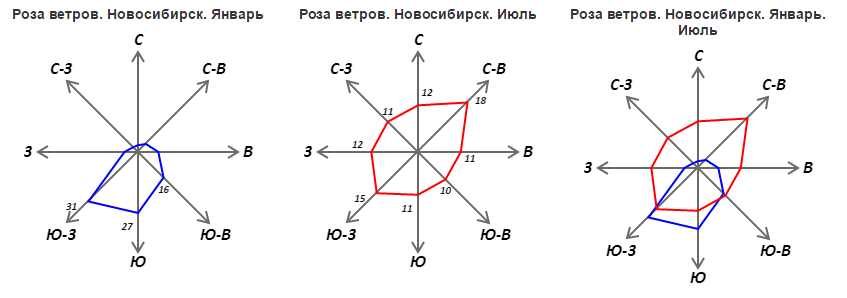 Роза ветров. Новосибирск. Январь
С
С-З
С-В
З
В
16
31
27
Ю-З
Ю-В
Ю
Роза ветров. Новосибирск. Июль
С
С-З
С-В
12
18
11
З
12
11
В
10
15
11
Ю-З
Ю-В
Ю
Роза ветров. Новосибирск. Январь.
Июль
С
С-З
С-В
З
В
Ю-З
Ю-В
Ю